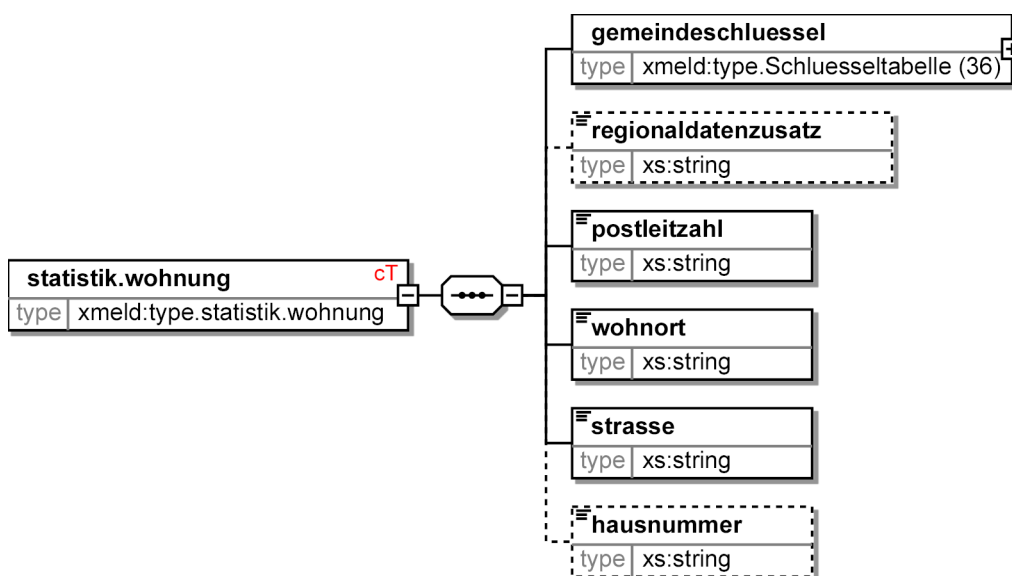 gemeindeschluessel
type xmeld:type.Schluesseltabelle (36)
regionaldatenzusatz
type xs:string
postleitzahl
type xs:string
statistik.wohnung cT
type xmeld:type.statistik.wohnung
wohnort
type xs:string
strasse
type xs:string
hausnummer
type xs:string